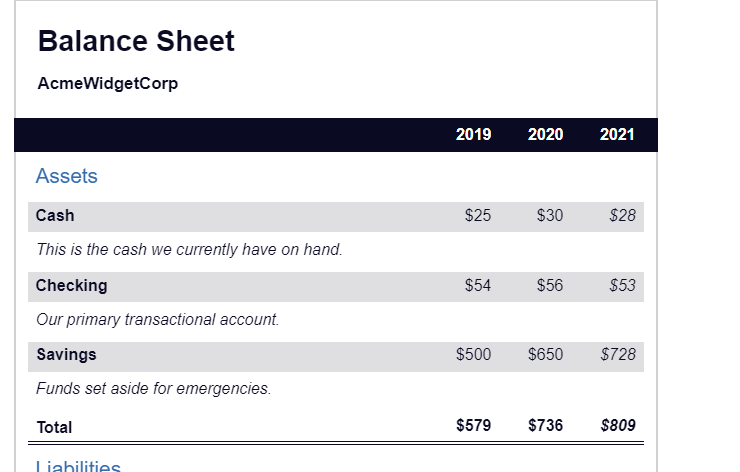 Balance Sheet
AcmeWidgetCorp
2019 2020 2021
Assets
Cash $25 $30 $28
This is the cash we currently have on hand.
Checking $54 $56 $53
Our primary transactional account.
Savings $500 $650 $728
Funds set aside for emergencies.
Total $579 $736 $809
Liabilities